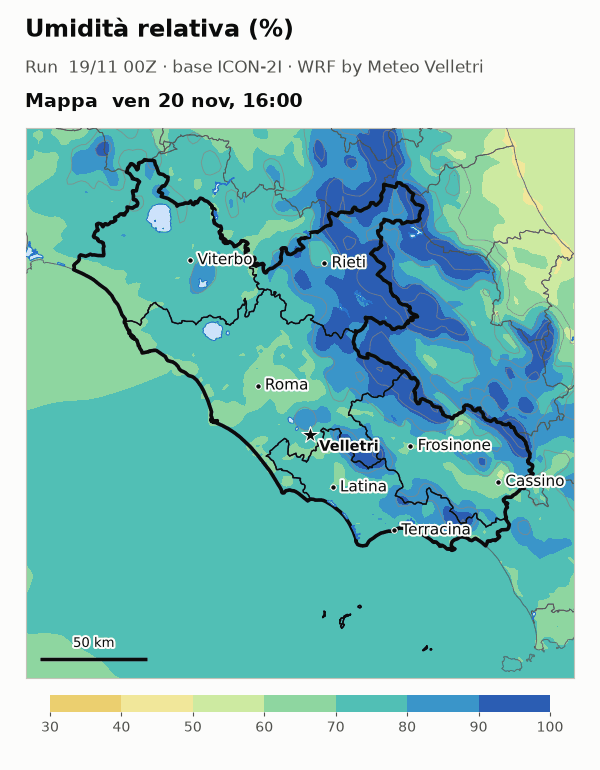 Umidità relativa (%)
Run  19/11 00Z · base ICON-2I · WRF by Meteo Velletri
Mappa  ven 20 nov, 16:00
Viterbo
Rieti
Roma
Velletri
Frosinone
Cassino
Latina
Terracina
50 km
30 40 50 60 70 80 90 100